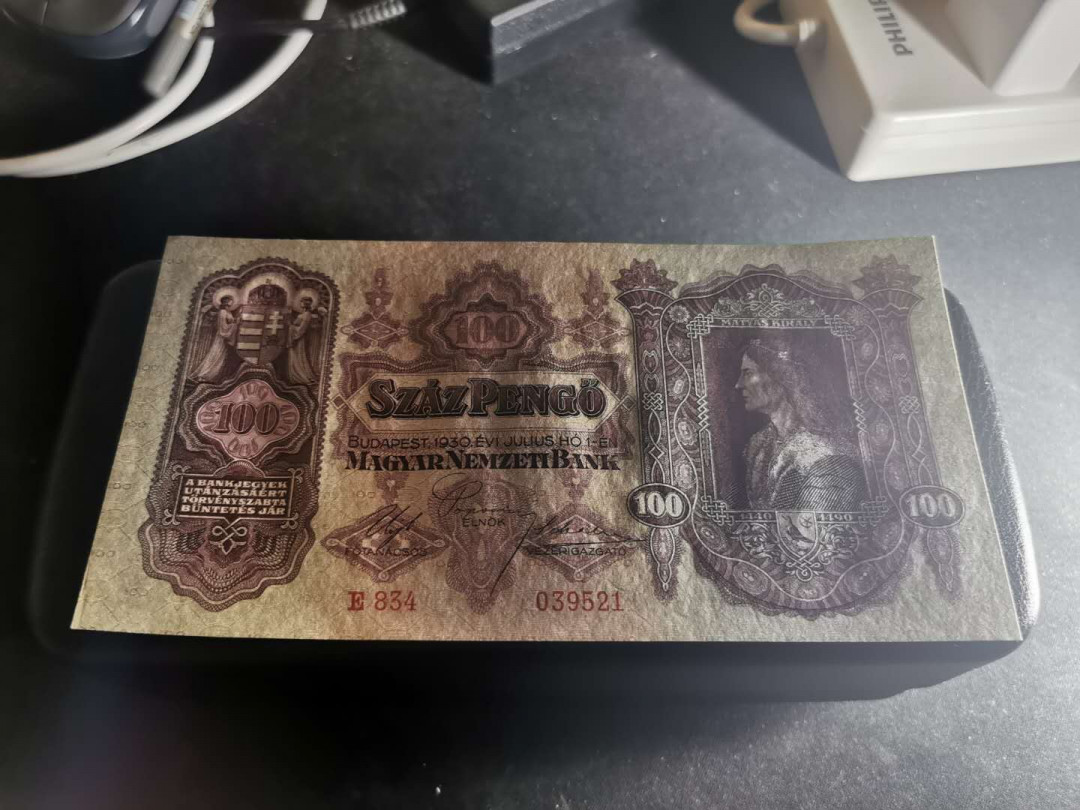 PHILIB
100
A BANKJEGYEK
UTÁNZÁSÁÉRT
TÖRVÉNYSZABTA
BÜNTETÉS JÁR
100
SZÁZ PENGŐ
BUDAPEST, 1930. ÉVI JULIUS HÓ 1-ÉN
MAGYAR NEMZETI BANK
ELNÖK
FŐTANÁCSOS
VEZÉRIGAZGATÓ
E 834
039521
MÁTYÁS KIRÁLY
100
100
1440 1490